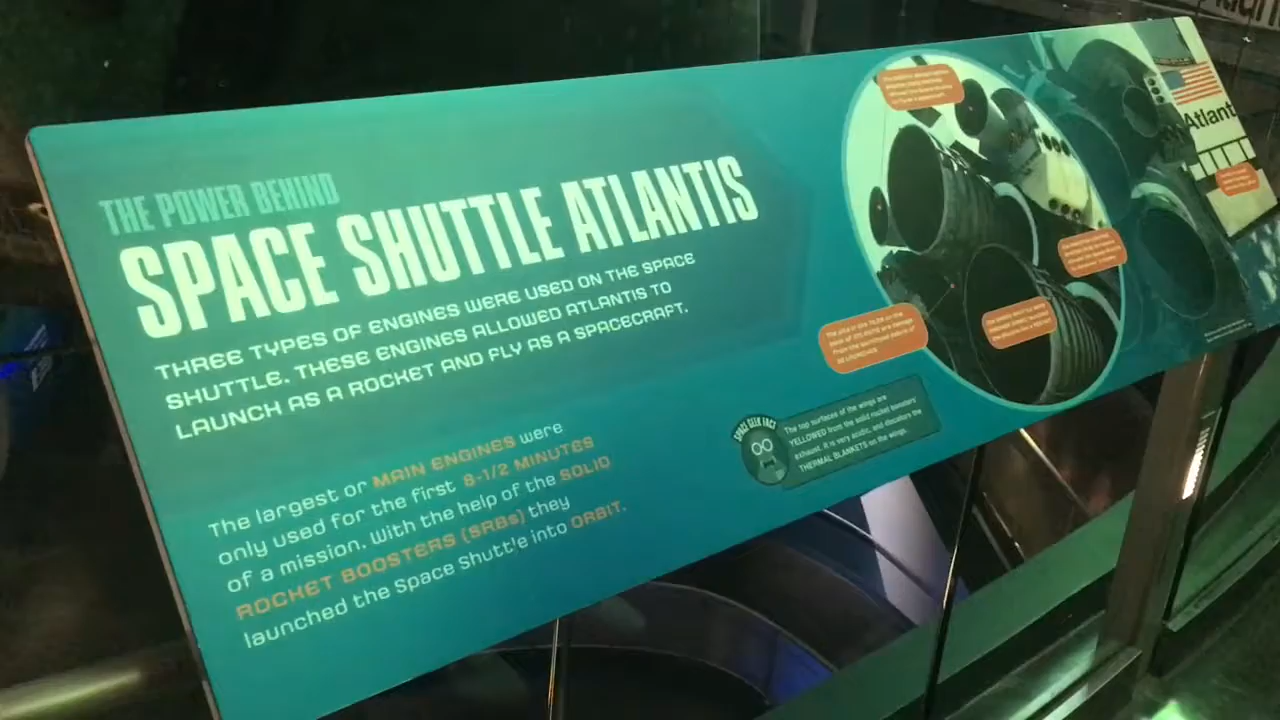 THE POWER BEHIND
SPACE SHUTTLE ATLANTIS
THREE TYPES OF ENGINES WERE USED ON THE SPACE
SHUTTLE. THESE ENGINES ALLOWED ATLANTIS TO
LAUNCH AS A ROCKET AND FLY AS A SPACECRAFT.
The largest or MAIN ENGINES were
only used for the first 8-1/2 MINUTES
of a mission. With the help of the SOLID
ROCKET BOOSTERS (SRBs) they
launched the Space Shuttle into ORBIT.
SPACE GEEK FACT
The top surfaces of the wings are
YELLOWED from the solid rocket boosters'
exhaust. It is very acidic, and discolors the
THERMAL BLANKETS on the wings.
Atlant